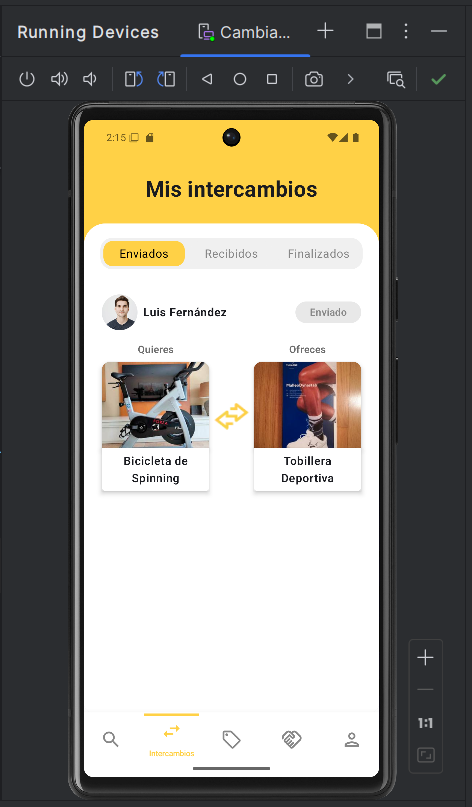 Running Devices
Cambia...
2:15
Mis intercambios
Enviados
Recibidos
Finalizados
Luis Fernández
Enviado
Quieres
Ofreces
Bicicleta de
Spinning
Tobillera
Deportiva
Intercambios
1:1